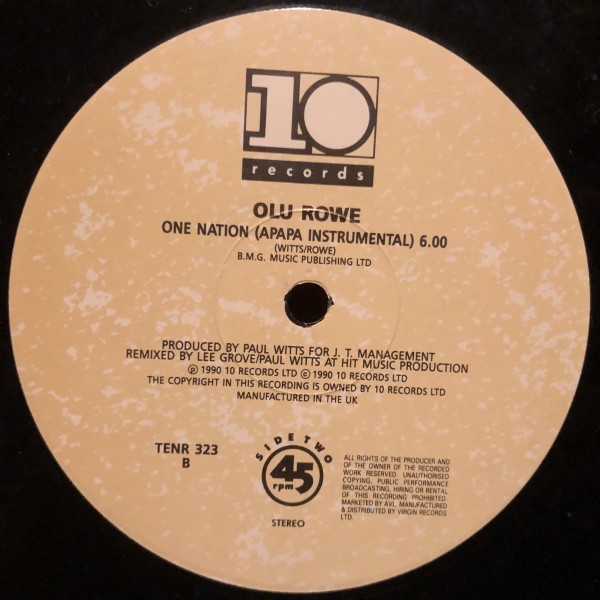 10
records
OLU ROWE
ONE NATION (APAPA INSTRUMENTAL) 6.00
(WITTS/ROWE)
B.M.G. MUSIC PUBLISHING LTD
PRODUCED BY PAUL WITTS FOR J. T. MANAGEMENT
REMIXED BY LEE GROVE/PAUL WITTS AT HIT MUSIC PRODUCTION
℗ 1990 10 RECORDS LTD © 1990 10 RECORDS LTD
THE COPYRIGHT IN THIS RECORDING IS OWNED BY 10 RECORDS LTD
MANUFACTURED IN THE UK
TENR 323
B
SIDE TWO
45
rpm
STEREO
ALL RIGHTS OF THE PRODUCER AND
OF THE OWNER OF THE RECORDED
WORK RESERVED. UNAUTHORISED
COPYING, PUBLIC PERFORMANCE
BROADCASTING, HIRING OR RENTAL
OF THIS RECORDING PROHIBITED.
MARKETED BY AVL. MANUFACTURED
& DISTRIBUTED BY VIRGIN RECORDS
LTD.